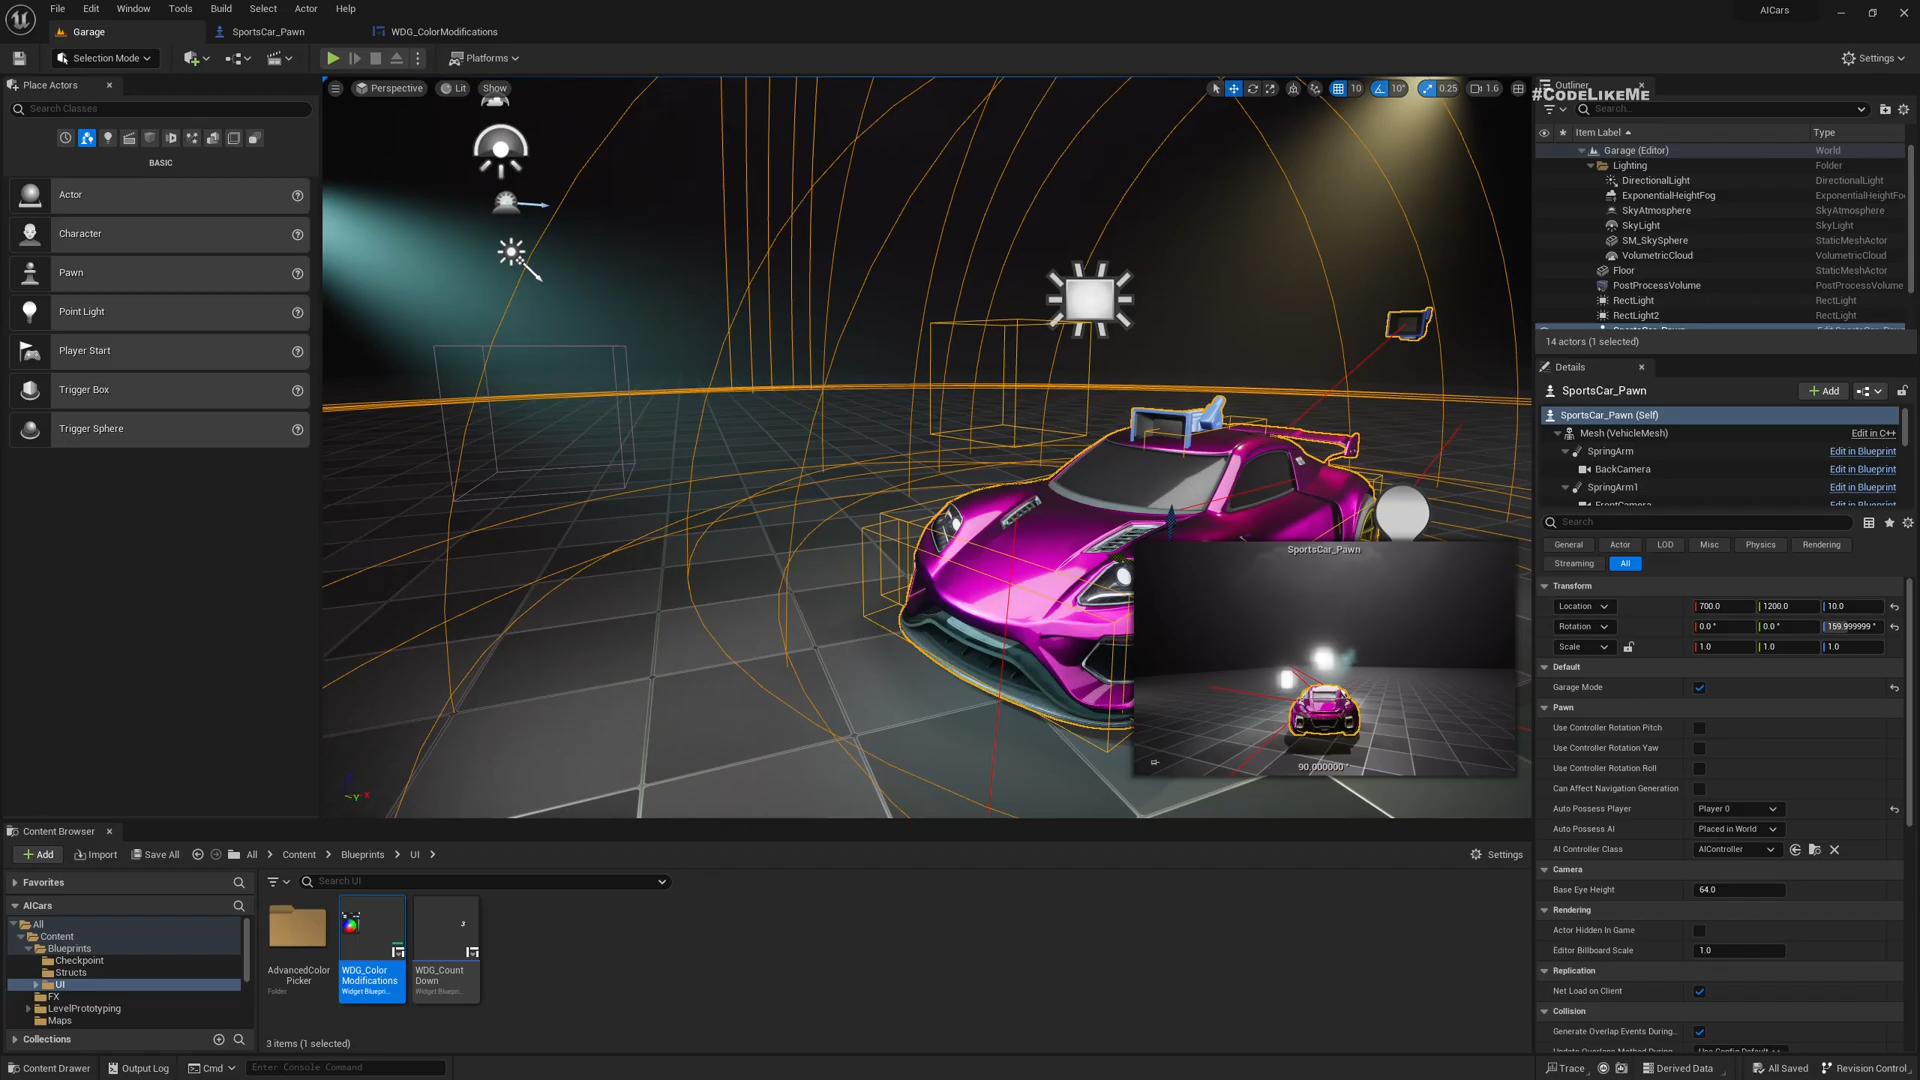 File Edit Window Tools Build Select Actor Help
AICars
Garage
SportsCar_Pawn
WDG_ColorModifications
Selection Mode
Platforms
Settings
Place Actors
Search Classes
BASIC
Actor
Character
Pawn
Point Light
Player Start
Trigger Box
Trigger Sphere
Perspective
Lit
Show
10
10°
0.25
1.6
SportsCar_Pawn
90.000000 °
Outliner
#CODELIKEME
Search...
Item Label
Type
Garage (Editor) World
Lighting Folder
DirectionalLight DirectionalLight
ExponentialHeightFog ExponentialHeightFo
SkyAtmosphere SkyAtmosphere
SkyLight SkyLight
SM_SkySphere StaticMeshActor
VolumetricCloud VolumetricCloud
Floor StaticMeshActor
PostProcessVolume PostProcessVolume
RectLight RectLight
RectLight2 RectLight
14 actors (1 selected)
Details
SportsCar_Pawn
Add
SportsCar_Pawn (Self)
Mesh (VehicleMesh) Edit in C++
SpringArm Edit in Blueprint
BackCamera Edit in Blueprint
SpringArm1 Edit in Blueprint
FrontCamera Edit in Blueprint
Search
General Actor LOD Misc Physics Rendering
Streaming All
Transform
Location 700.0 1200.0 10.0
Rotation 0.0 ° 0.0 ° 159.999999 °
Scale 1.0 1.0 1.0
Default
Garage Mode
Pawn
Use Controller Rotation Pitch
Use Controller Rotation Yaw
Use Controller Rotation Roll
Can Affect Navigation Generation
Auto Possess Player Player 0
Auto Possess AI Placed in World
AI Controller Class AIController
Camera
Base Eye Height 64.0
Rendering
Actor Hidden In Game
Editor Billboard Scale 1.0
Replication
Net Load on Client
Collision
Generate Overlap Events During...
Content Browser
Add
Import
Save All
All
Content
Blueprints
UI
Settings
Favorites
AICars
All
Content
Blueprints
Checkpoint
Structs
UI
FX
LevelPrototyping
Maps
Collections
Search UI
AdvancedColor
Picker
Folder
WDG_Color
Modifications
Widget Bluepri...
3
WDG_Count
Down
Widget Bluepri...
3 items (1 selected)
Content Drawer
Output Log
Cmd
Enter Console Command
Trace
Derived Data
All Saved
Revision Control